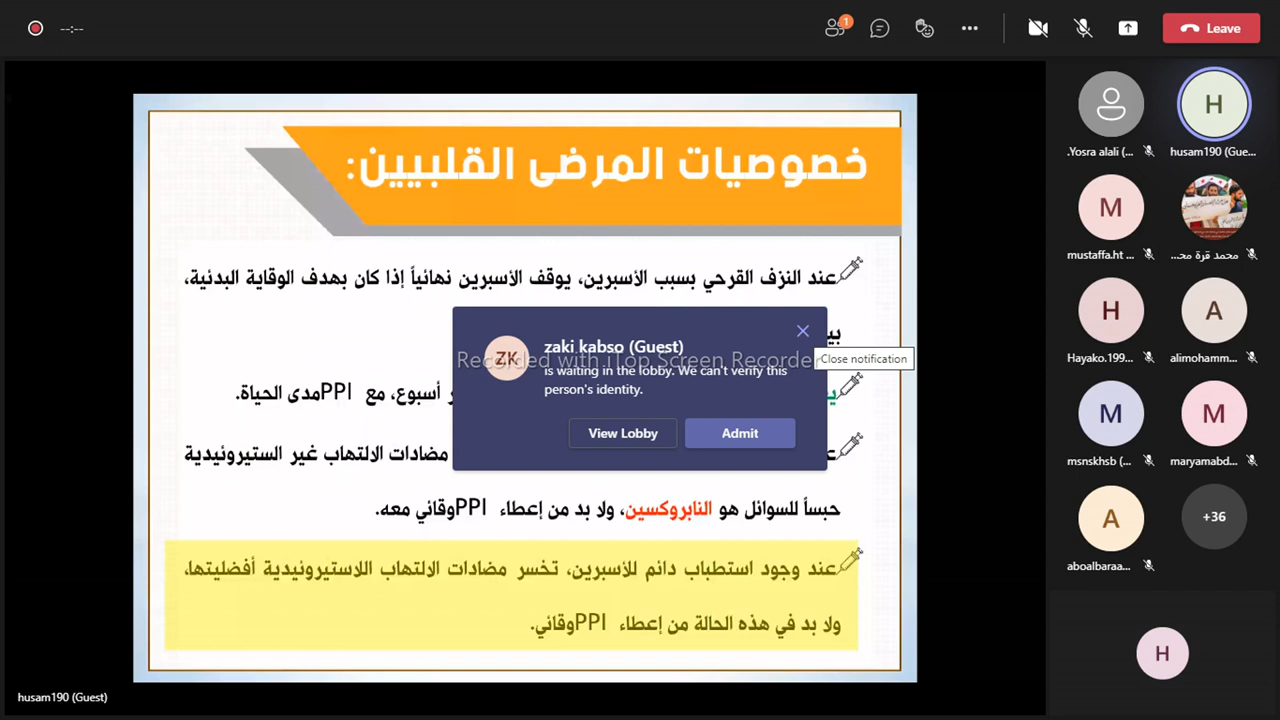 --:--
1
Leave
خصوصيات المرضى القلبيين:
عند النزف القرحي بسبب الأسبرين، يوقف الأسبرين نهائياً إذا كان بهدف الوقاية البدئية،
أسبوع، مع PPIمدى الحياة.
مضادات الالتهاب غير الستيروئيدية
حبساً للسوائل هو النابروكسين، ولا بد من إعطاء PPIوقائي معه.
عند وجود استطباب دائم للأسبرين، تخسر مضادات الالتهاب اللاستيروئيدية أفضليتها،
ولا بد في هذه الحالة من إعطاء PPIوقائي.
ZK
zaki kabso (Guest)
is waiting in the lobby. We can't verify this
person's identity.
View Lobby
Admit
Close notification
Recorded with iTop Screen Recorder
husam190 (Guest)
H
.Yosra alali (...
husam190 (Gue...
M
mustaffa.ht ...
محمد قرة مح...
H
A
Hayako.199...
alimohamm...
M
M
msnskhsb (...
maryamabd...
A
+36
aboalbaraa...
H